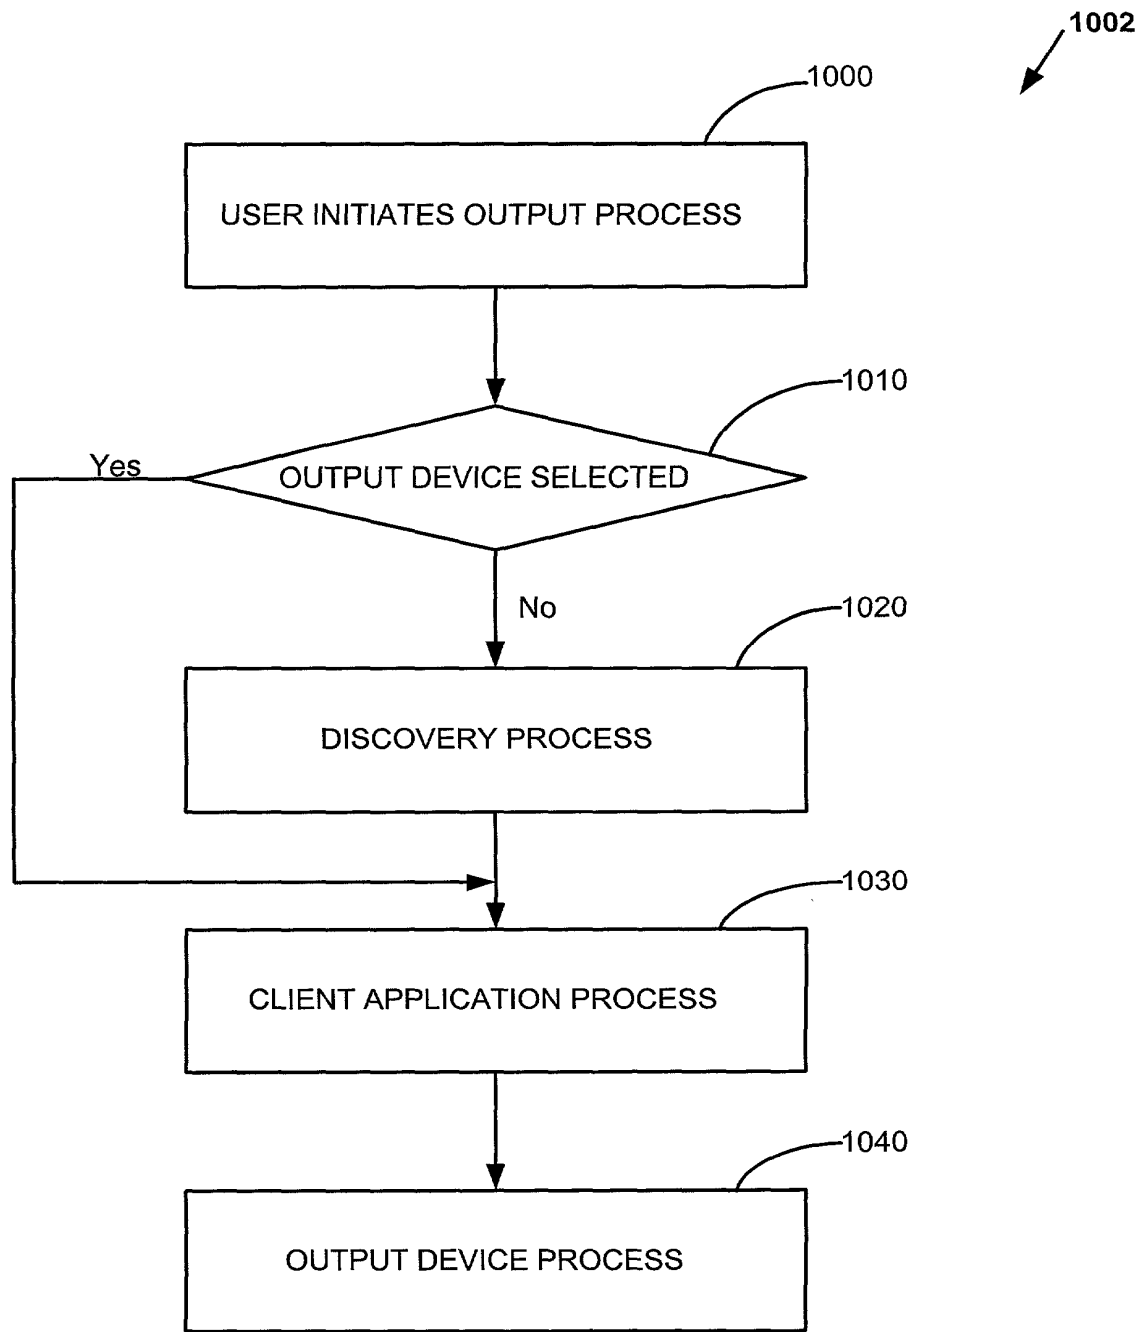 1002
1000
USER INITIATES OUTPUT PROCESS
1010
Yes
OUTPUT DEVICE SELECTED
No
1020
DISCOVERY PROCESS
1030
CLIENT APPLICATION PROCESS
1040
OUTPUT DEVICE PROCESS